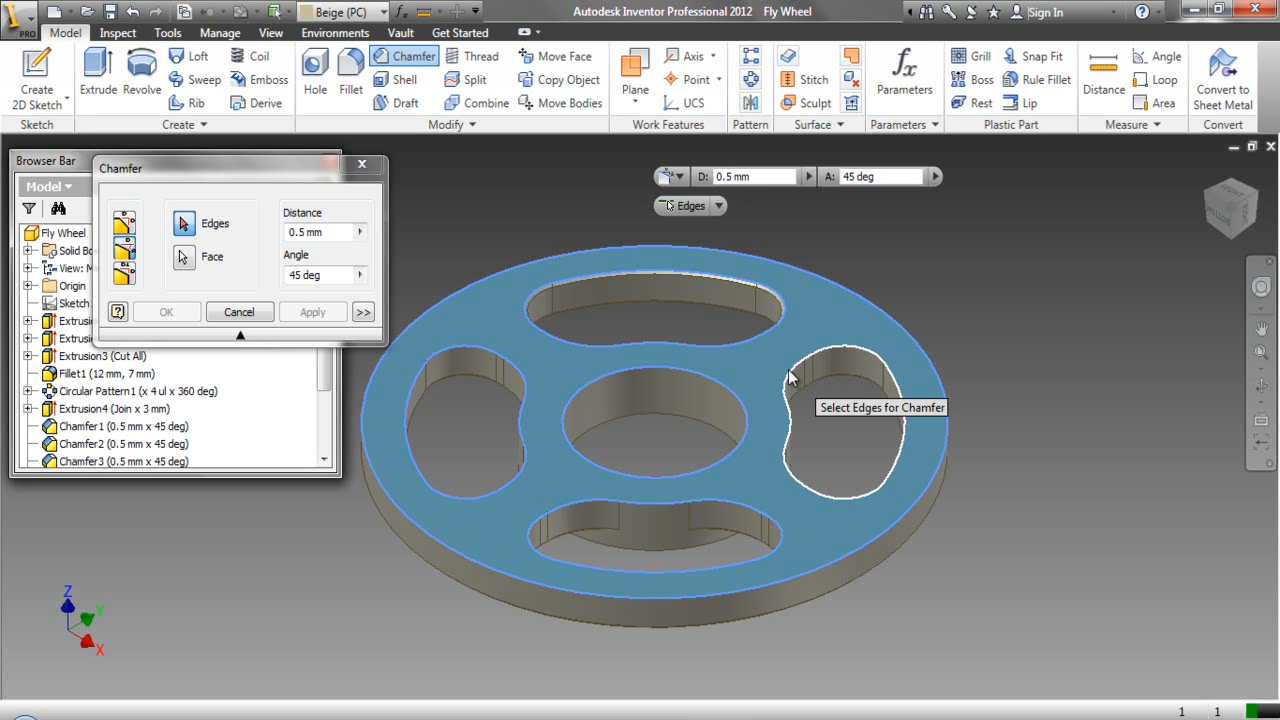 Beige (PC)
Autodesk Inventor Professional 2012 Fly Wheel
Sign In
PRO
Model Inspect Tools Manage View Environments Vault Get Started
Create
2D Sketch
Extrude
Revolve
Loft
Sweep
Rib
Coil
Emboss
Derive
Hole
Fillet
Chamfer
Shell
Draft
Thread
Split
Combine
Move Face
Copy Object
Move Bodies
Plane
Axis
Point
UCS
Stitch
Sculpt
fx
Parameters
Grill
Boss
Rest
Snap Fit
Rule Fillet
Lip
Distance
Angle
Loop
Area
Convert to
Sheet Metal
Sketch Create Modify Work Features Pattern Surface Parameters Plastic Part Measure Convert
Browser Bar
Model
Fly Wheel
Solid Bo
View: M
Origin
Sketch
Extrusi
Extrusi
Extrusion3 (Cut All)
Fillet1 (12 mm, 7 mm)
Circular Pattern1 (x 4 ul x 360 deg)
Extrusion4 (Join x 3 mm)
Chamfer1 (0.5 mm x 45 deg)
Chamfer2 (0.5 mm x 45 deg)
Chamfer3 (0.5 mm x 45 deg)
Chamfer
Edges
Face
Distance
0.5 mm
Angle
45 deg
OK Cancel Apply >>
D: 0.5 mm A: 45 deg
Edges
FRONT
Select Edges for Chamfer
Z
Y
X
1 1